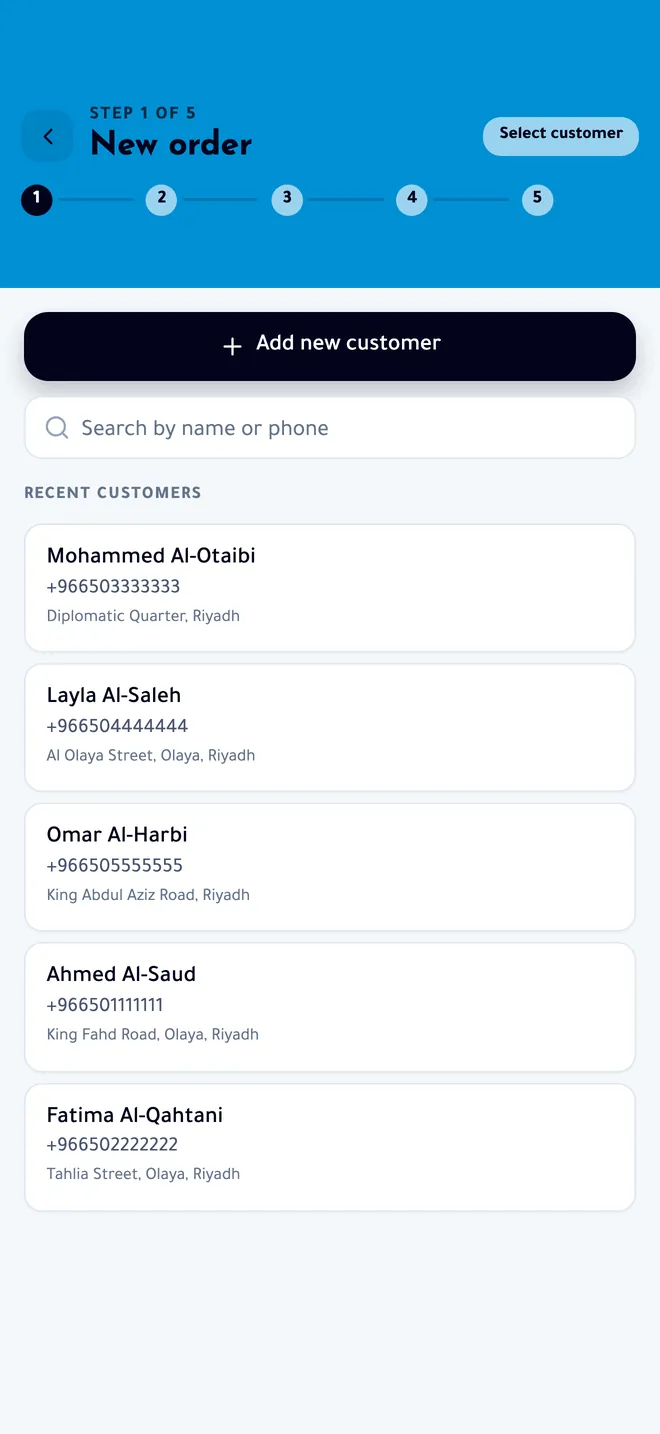 STEP 1 OF 5
New order
Select customer
1
2
3
4
5
Add new customer
Search by name or phone
RECENT CUSTOMERS
Mohammed Al-Otaibi
+966503333333
Diplomatic Quarter, Riyadh
Layla Al-Saleh
+966504444444
Al Olaya Street, Olaya, Riyadh
Omar Al-Harbi
+966505555555
King Abdul Aziz Road, Riyadh
Ahmed Al-Saud
+966501111111
King Fahd Road, Olaya, Riyadh
Fatima Al-Qahtani
+966502222222
Tahlia Street, Olaya, Riyadh